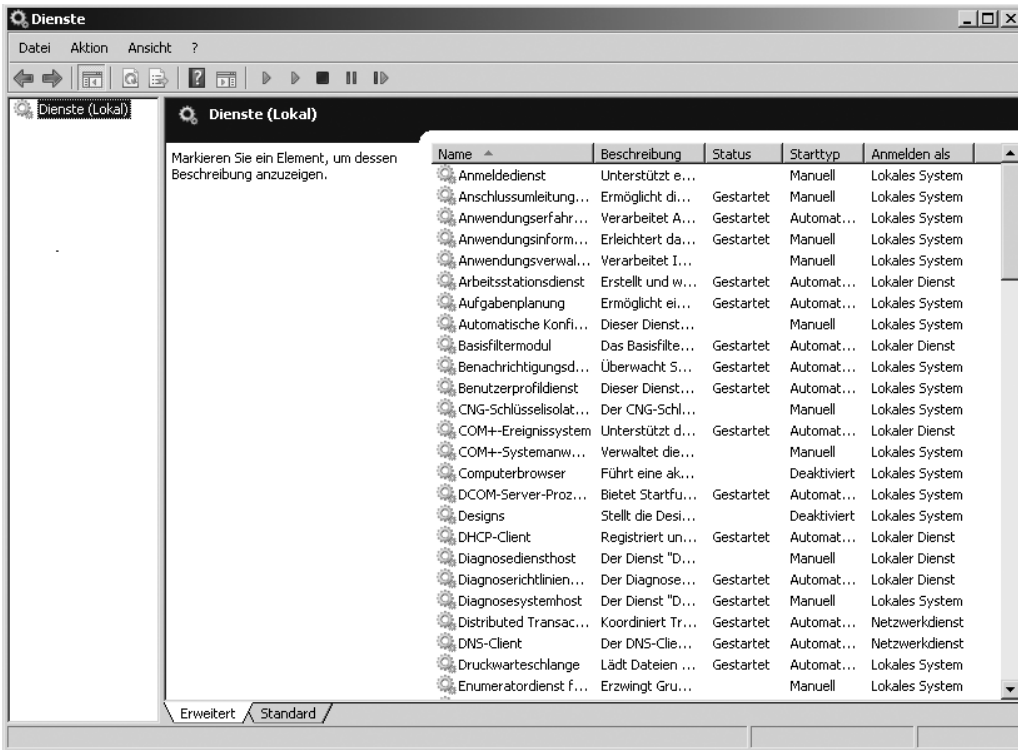 Dienste
Datei Aktion Ansicht ?
Dienste (Lokal)
Dienste (Lokal)
Markieren Sie ein Element, um dessen
Beschreibung anzuzeigen.
Name Beschreibung Status Starttyp Anmelden als
Anmeldedienst Unterstützt e... Manuell Lokales System
Anschlussumleitung... Ermöglicht di... Gestartet Manuell Lokales System
Anwendungserfahr... Verarbeitet A... Gestartet Automat... Lokales System
Anwendungsinform... Erleichtert da... Gestartet Manuell Lokales System
Anwendungsverwal... Verarbeitet I... Manuell Lokales System
Arbeitsstationsdienst Erstellt und w... Gestartet Automat... Lokaler Dienst
Aufgabenplanung Ermöglicht ei... Gestartet Automat... Lokales System
Automatische Konfi... Dieser Dienst... Manuell Lokales System
Basisfiltermodul Das Basisfilte... Gestartet Automat... Lokaler Dienst
Benachrichtigungsd... Überwacht S... Gestartet Automat... Lokales System
Benutzerprofildienst Dieser Dienst... Gestartet Automat... Lokales System
CNG-Schlüsselisolat... Der CNG-Schl... Manuell Lokales System
COM+-Ereignissystem Unterstützt d... Gestartet Automat... Lokaler Dienst
COM+-Systemanw... Verwaltet die... Manuell Lokales System
Computerbrowser Führt eine ak... Deaktiviert Lokales System
DCOM-Server-Proz... Bietet Startfu... Gestartet Automat... Lokales System
Designs Stellt die Desi... Deaktiviert Lokales System
DHCP-Client Registriert un... Gestartet Automat... Lokaler Dienst
Diagnosediensthost Der Dienst "D... Manuell Lokaler Dienst
Diagnoserichtlinien... Der Diagnose... Gestartet Automat... Lokaler Dienst
Diagnosesystemhost Der Dienst "D... Gestartet Manuell Lokales System
Distributed Transac... Koordiniert Tr... Gestartet Automat... Netzwerkdienst
DNS-Client Der DNS-Clie... Gestartet Automat... Netzwerkdienst
Druckwarteschlange Lädt Dateien ... Gestartet Automat... Lokales System
Enumeratordienst f... Erzwingt Gru... Manuell Lokales System
Erweitert Standard